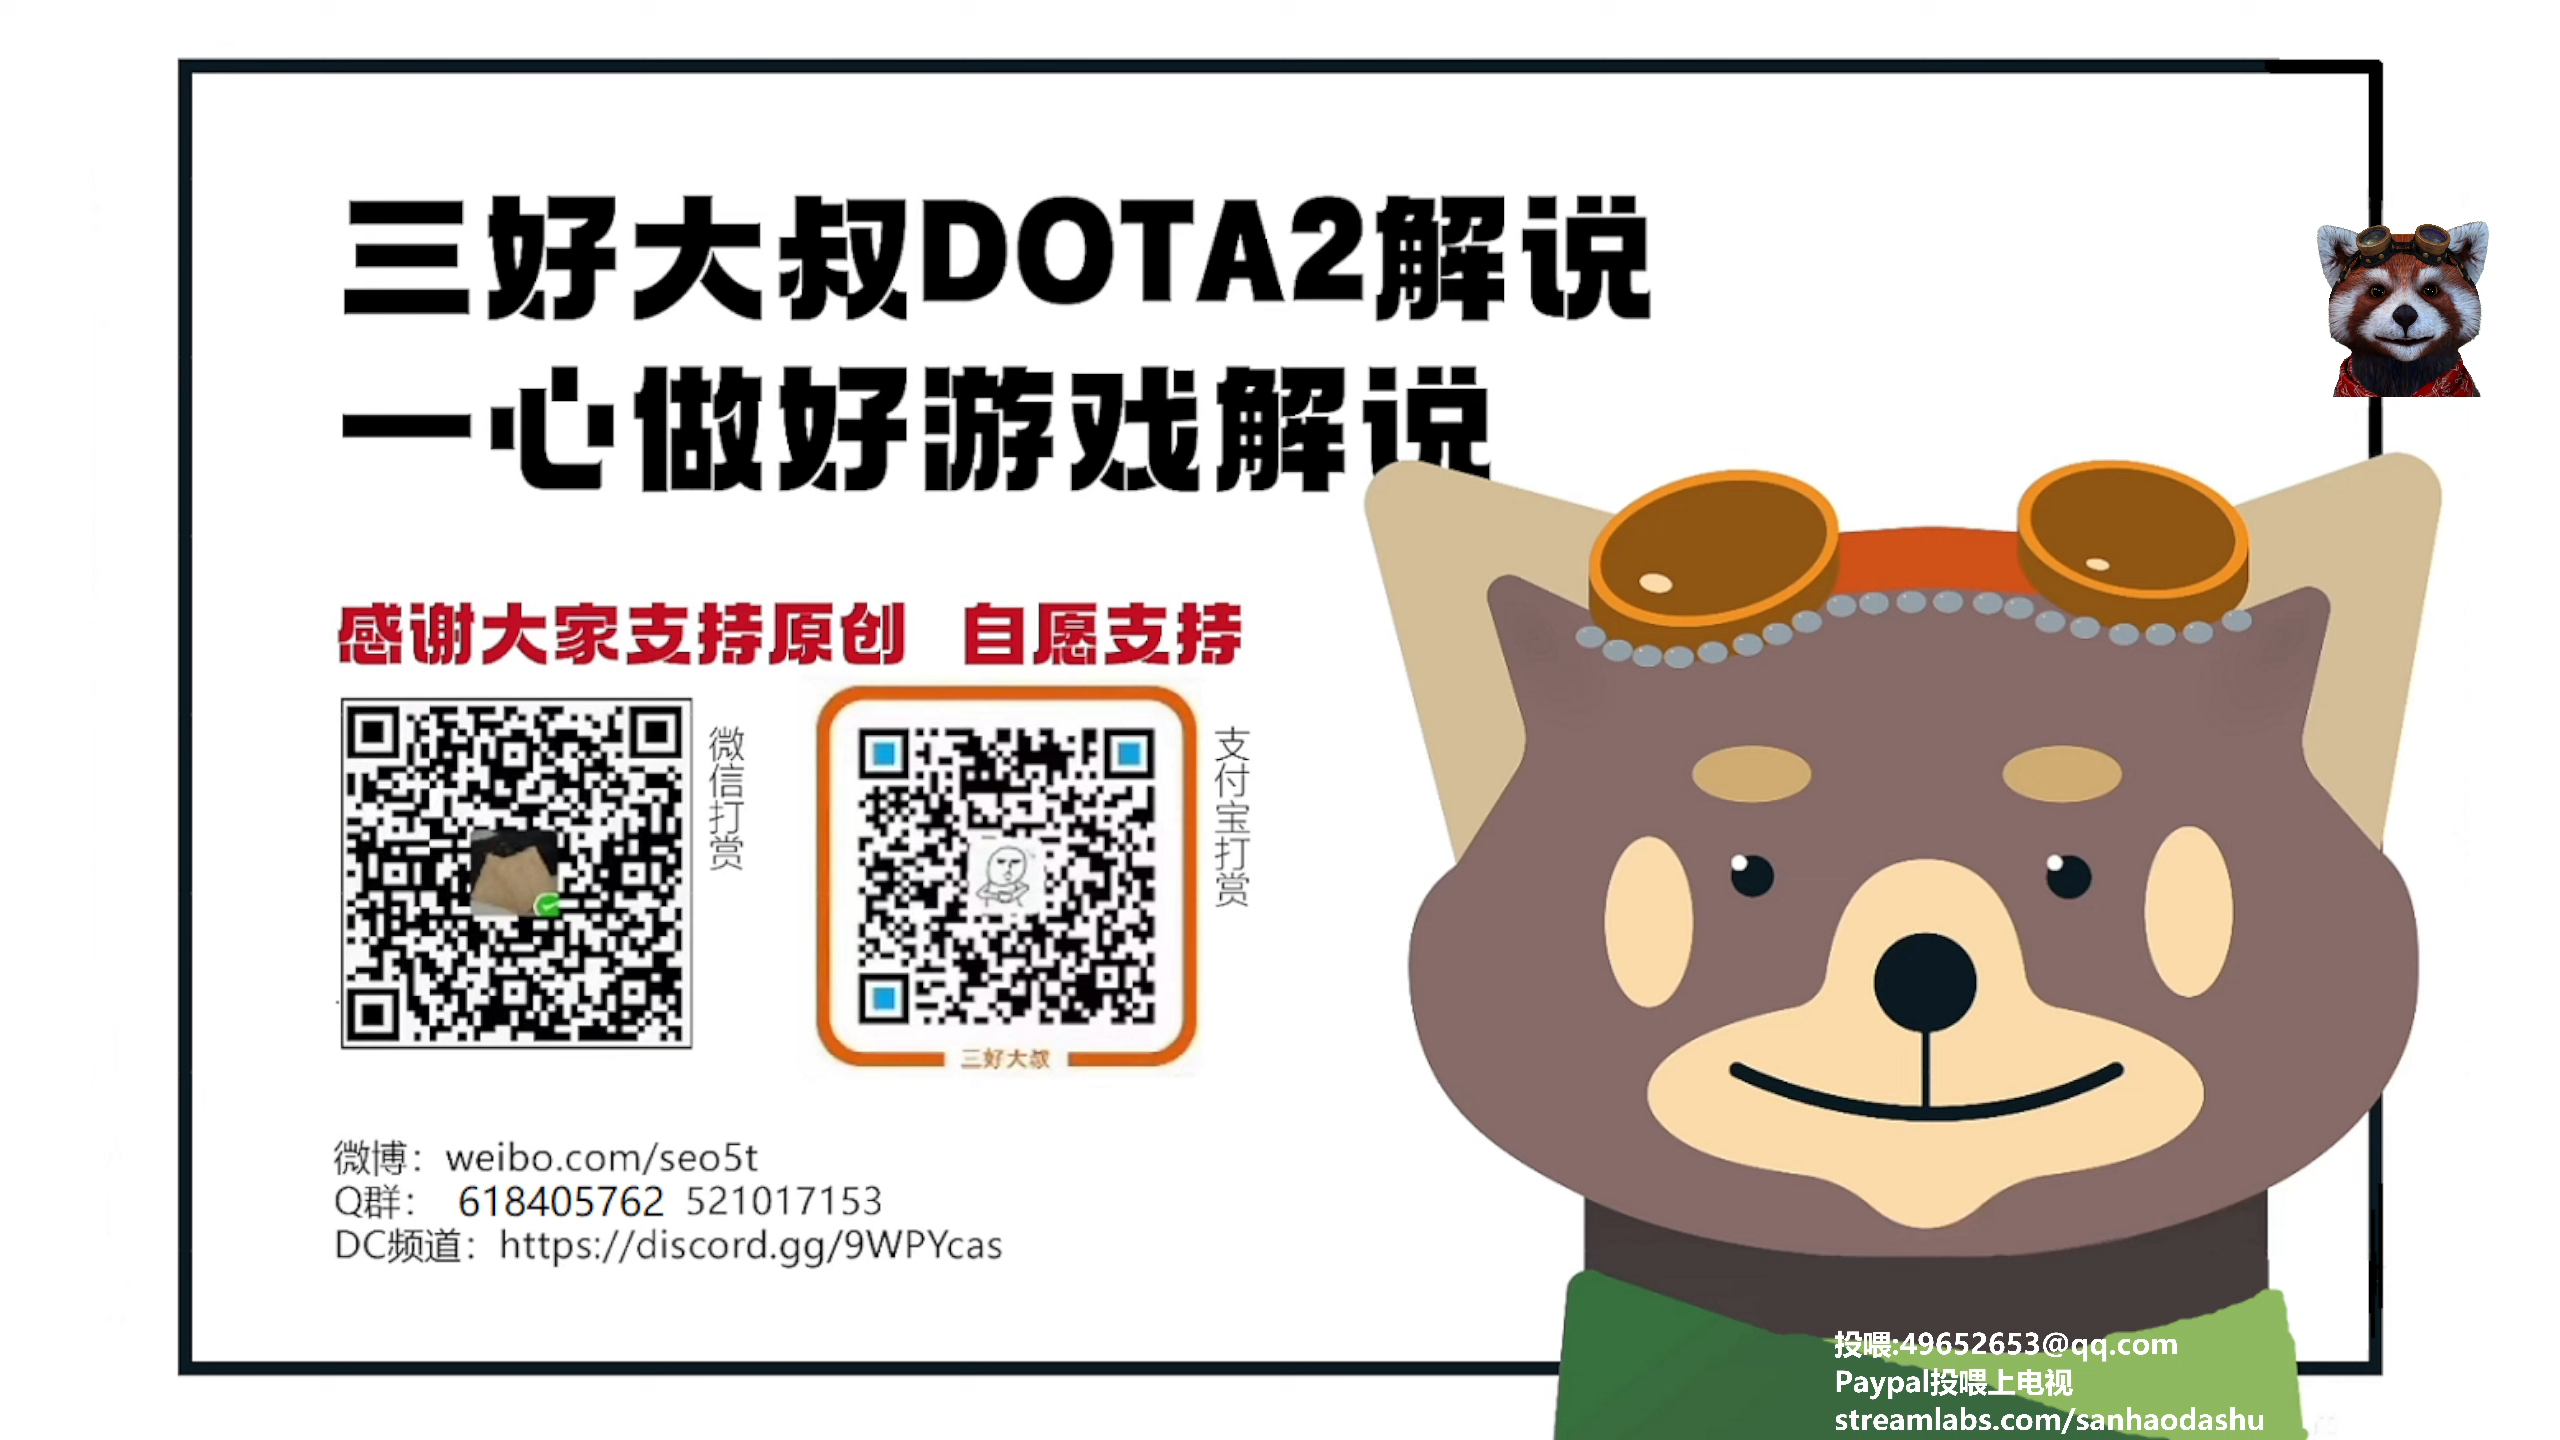 三好大叔DOTA2解说
一心做好游戏解说
感谢大家支持原创 自愿支持
微信打赏
支付宝打赏
三好大叔
微博：weibo.com/seo5t
Q群： 618405762 521017153
DC频道：https://discord.gg/9WPYcas
投喂:49652653@qq.com
Paypal投喂上电视
streamlabs.com/sanhaodashu